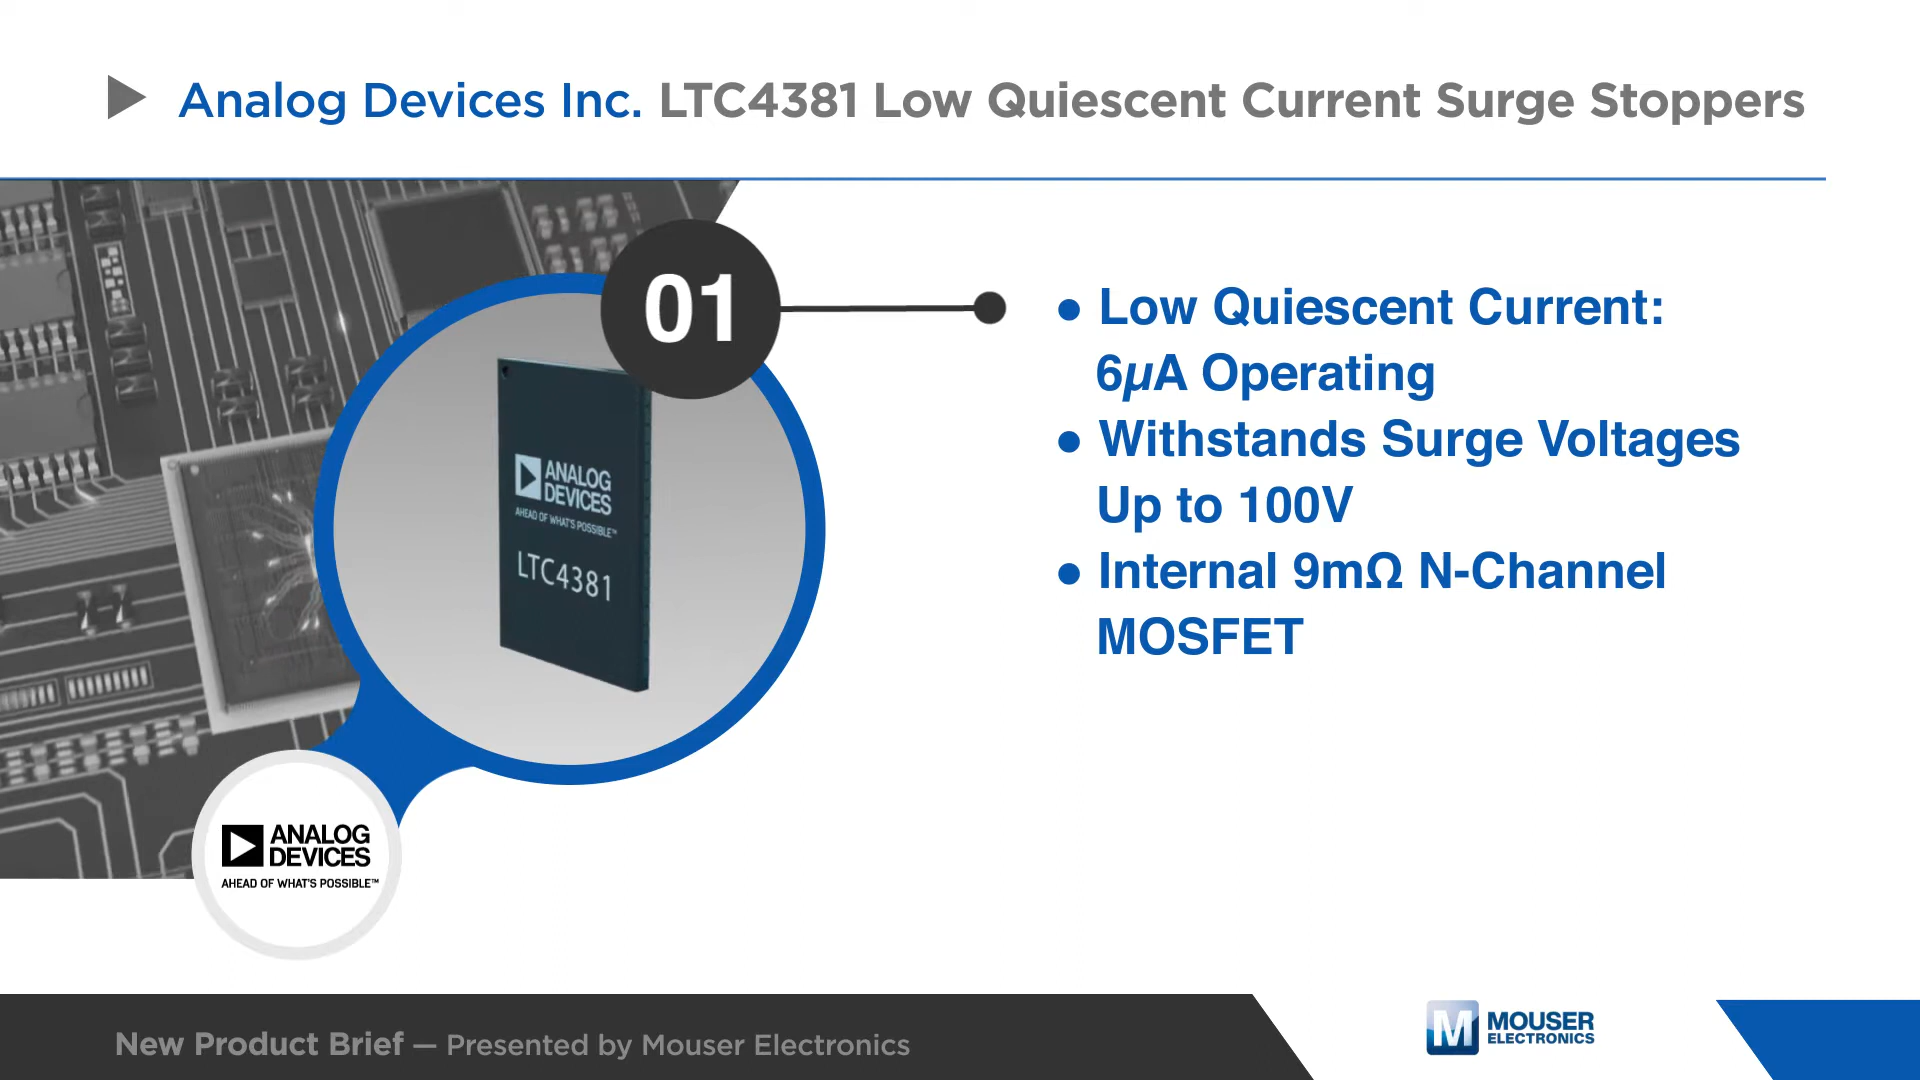 Analog Devices Inc. LTC4381 Low Quiescent Current Surge Stoppers
01
● Low Quiescent Current:
6µA Operating
● Withstands Surge Voltages
Up to 100V
● Internal 9mΩ N-Channel
MOSFET
ANALOG
DEVICES
AHEAD OF WHAT'S POSSIBLE™
LTC4381
ANALOG
DEVICES
AHEAD OF WHAT'S POSSIBLE™
New Product Brief — Presented by Mouser Electronics
M MOUSER
ELECTRONICS